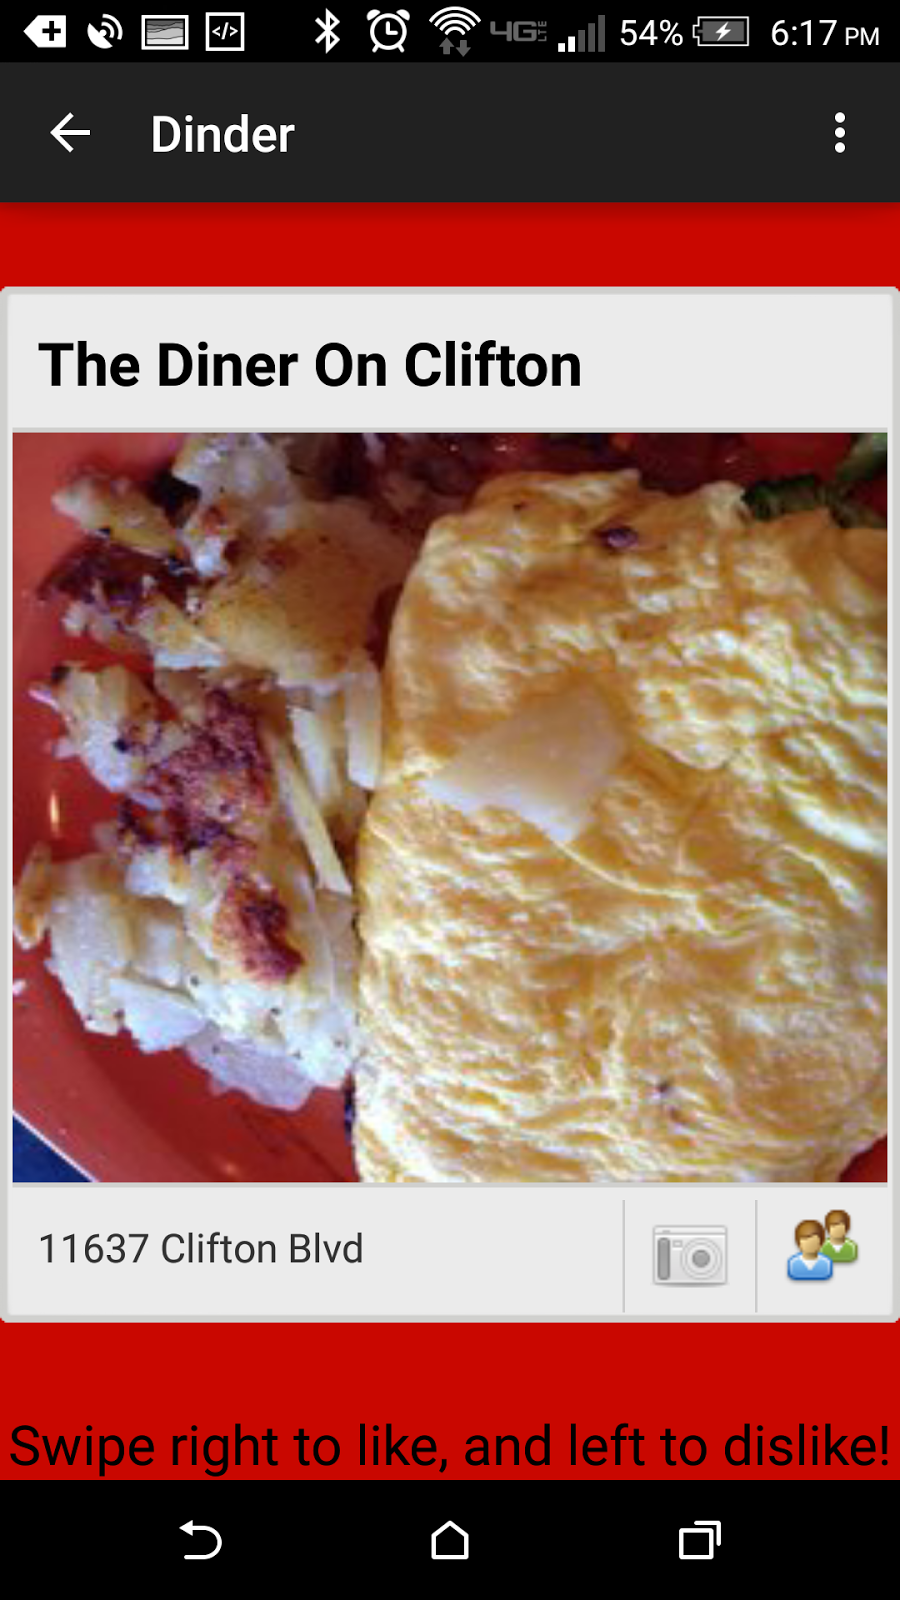 4G LTE 54% 6:17 PM
Dinder
The Diner On Clifton
11637 Clifton Blvd
Swipe right to like, and left to dislike!